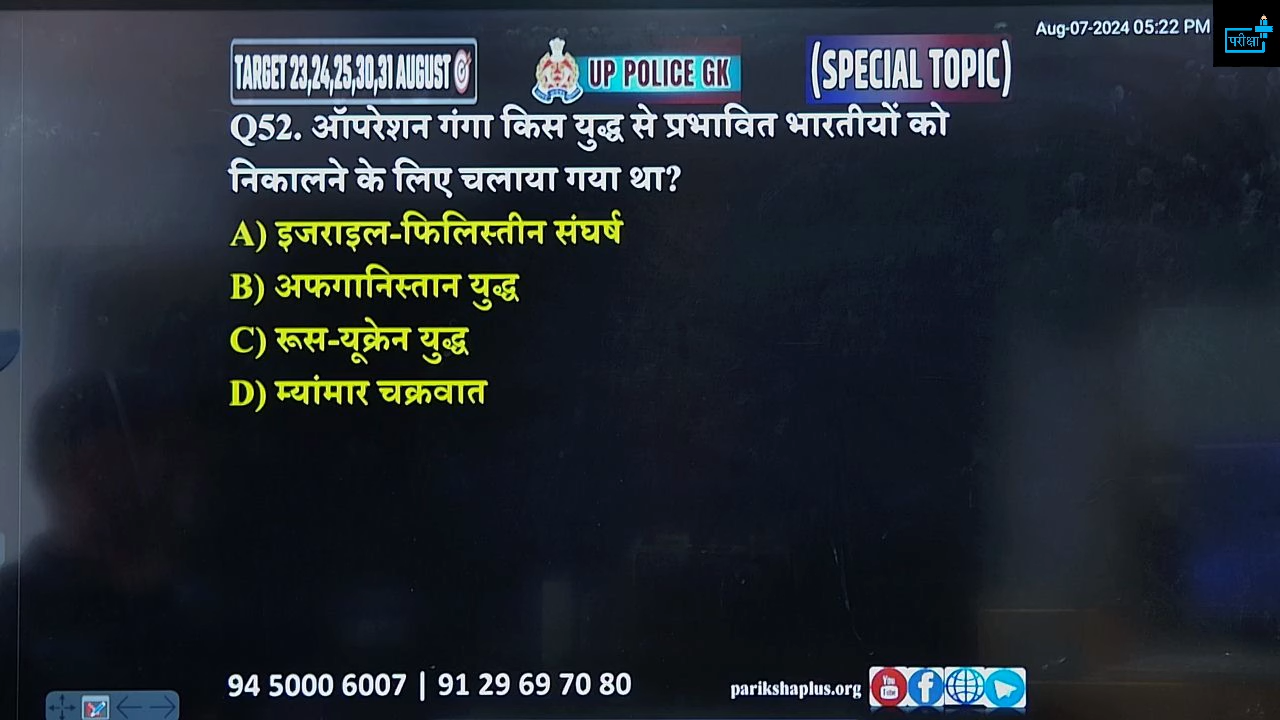 Aug-07-2024 05:22 PM
परीक्षा
TARGET 23,24,25,30,31 AUGUST
UP POLICE GK
(SPECIAL TOPIC)
Q52. ऑपरेशन गंगा किस युद्ध से प्रभावित भारतीयों को
निकालने के लिए चलाया गया था?
A) इजराइल-फिलिस्तीन संघर्ष
B) अफगानिस्तान युद्ध
C) रूस-यूक्रेन युद्ध
D) म्यांमार चक्रवात
94 5000 6007 | 91 29 69 70 80
parikshaplus.org
You
Tube